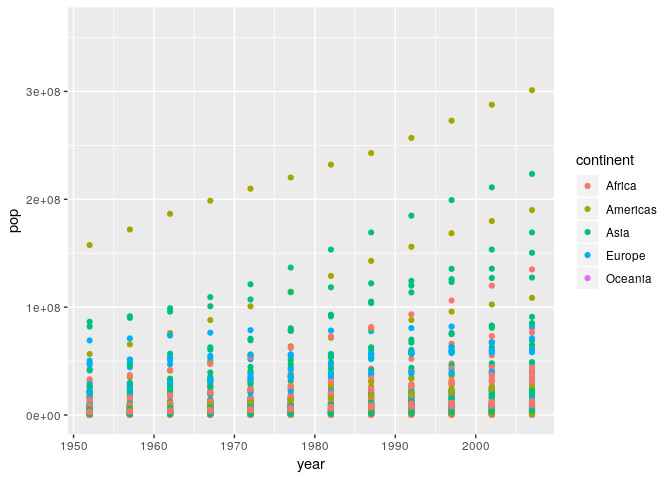 pop
3e+08
2e+08
1e+08
0e+00
1950 1960 1970 1980 1990 2000
year
continent
Africa
Americas
Asia
Europe
Oceania